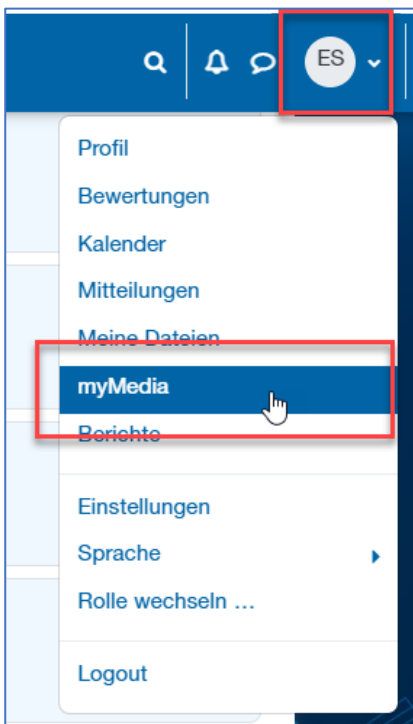 ES
Profil
Bewertungen
Kalender
Mitteilungen
Meine Dateien
myMedia
Berichte
Einstellungen
Sprache
Rolle wechseln ...
Logout